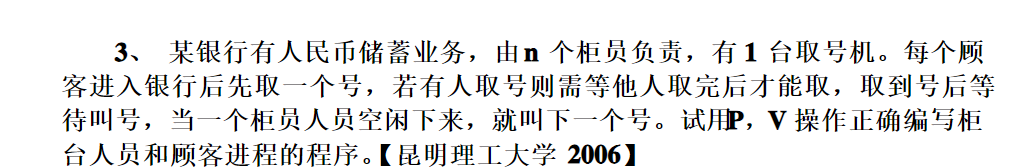 3、 某银行有人民币储蓄业务，由 n 个柜员负责，有 1 台取号机。每个顾
客进入银行后先取一个号，若有人取号则需等他人取完后才能取，取到号后等
待叫号，当一个柜员人员空闲下来，就叫下一个号。试用P，V 操作正确编写柜
台人员和顾客进程的程序。【昆明理工大学 2006】